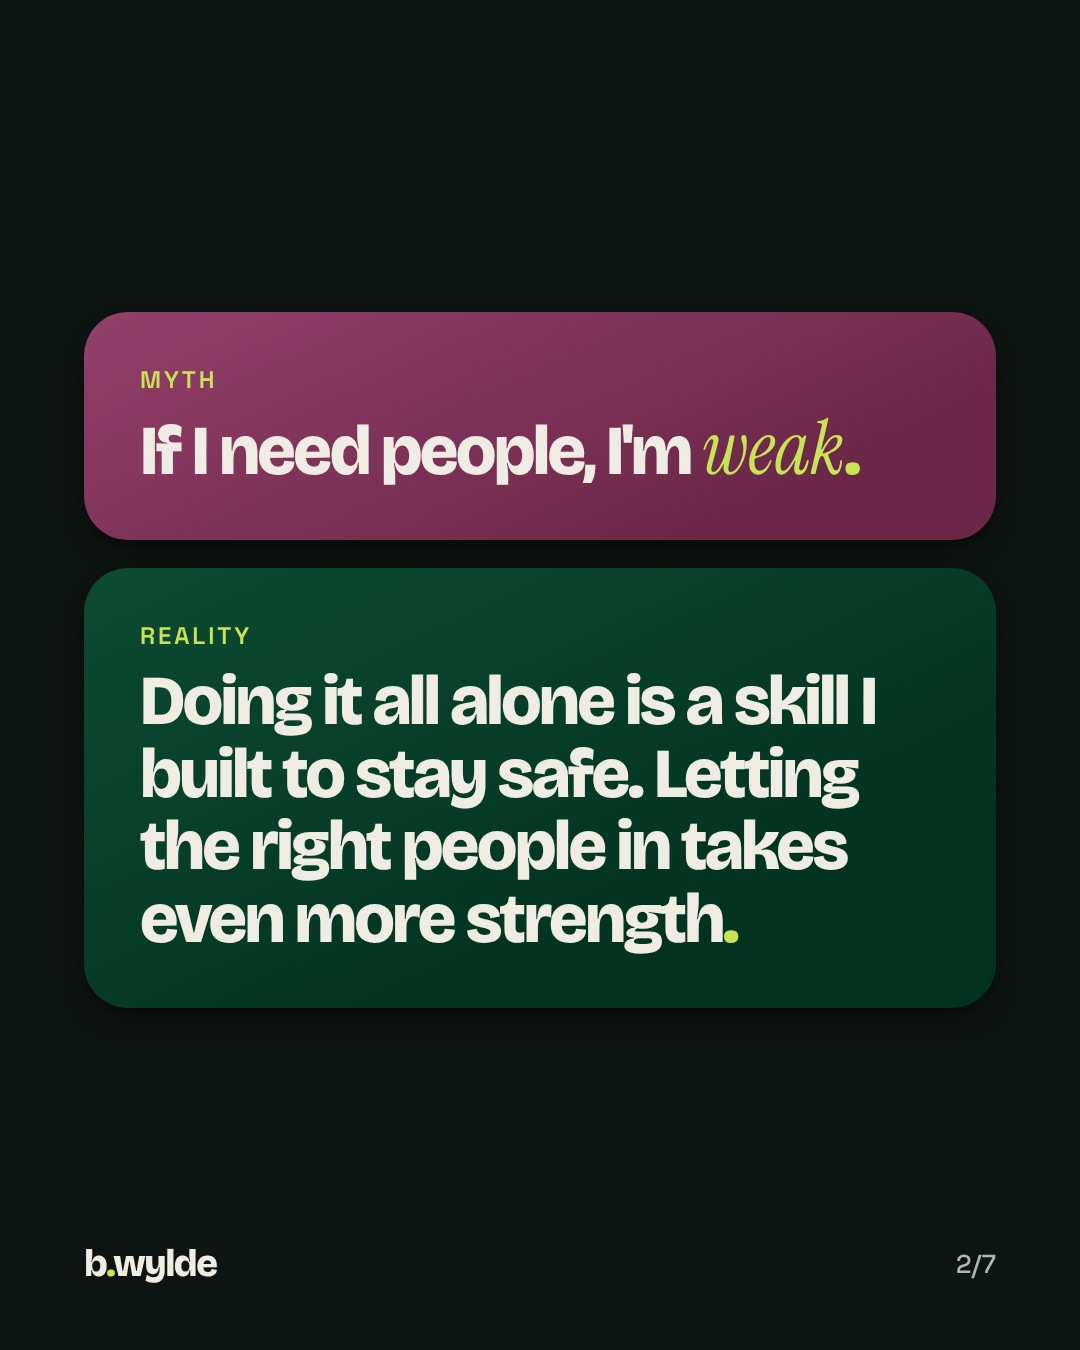 MYTH
If I need people, I'm weak.
REALITY
Doing it all alone is a skill I
built to stay safe. Letting
the right people in takes
even more strength.
b.wylde
2/7